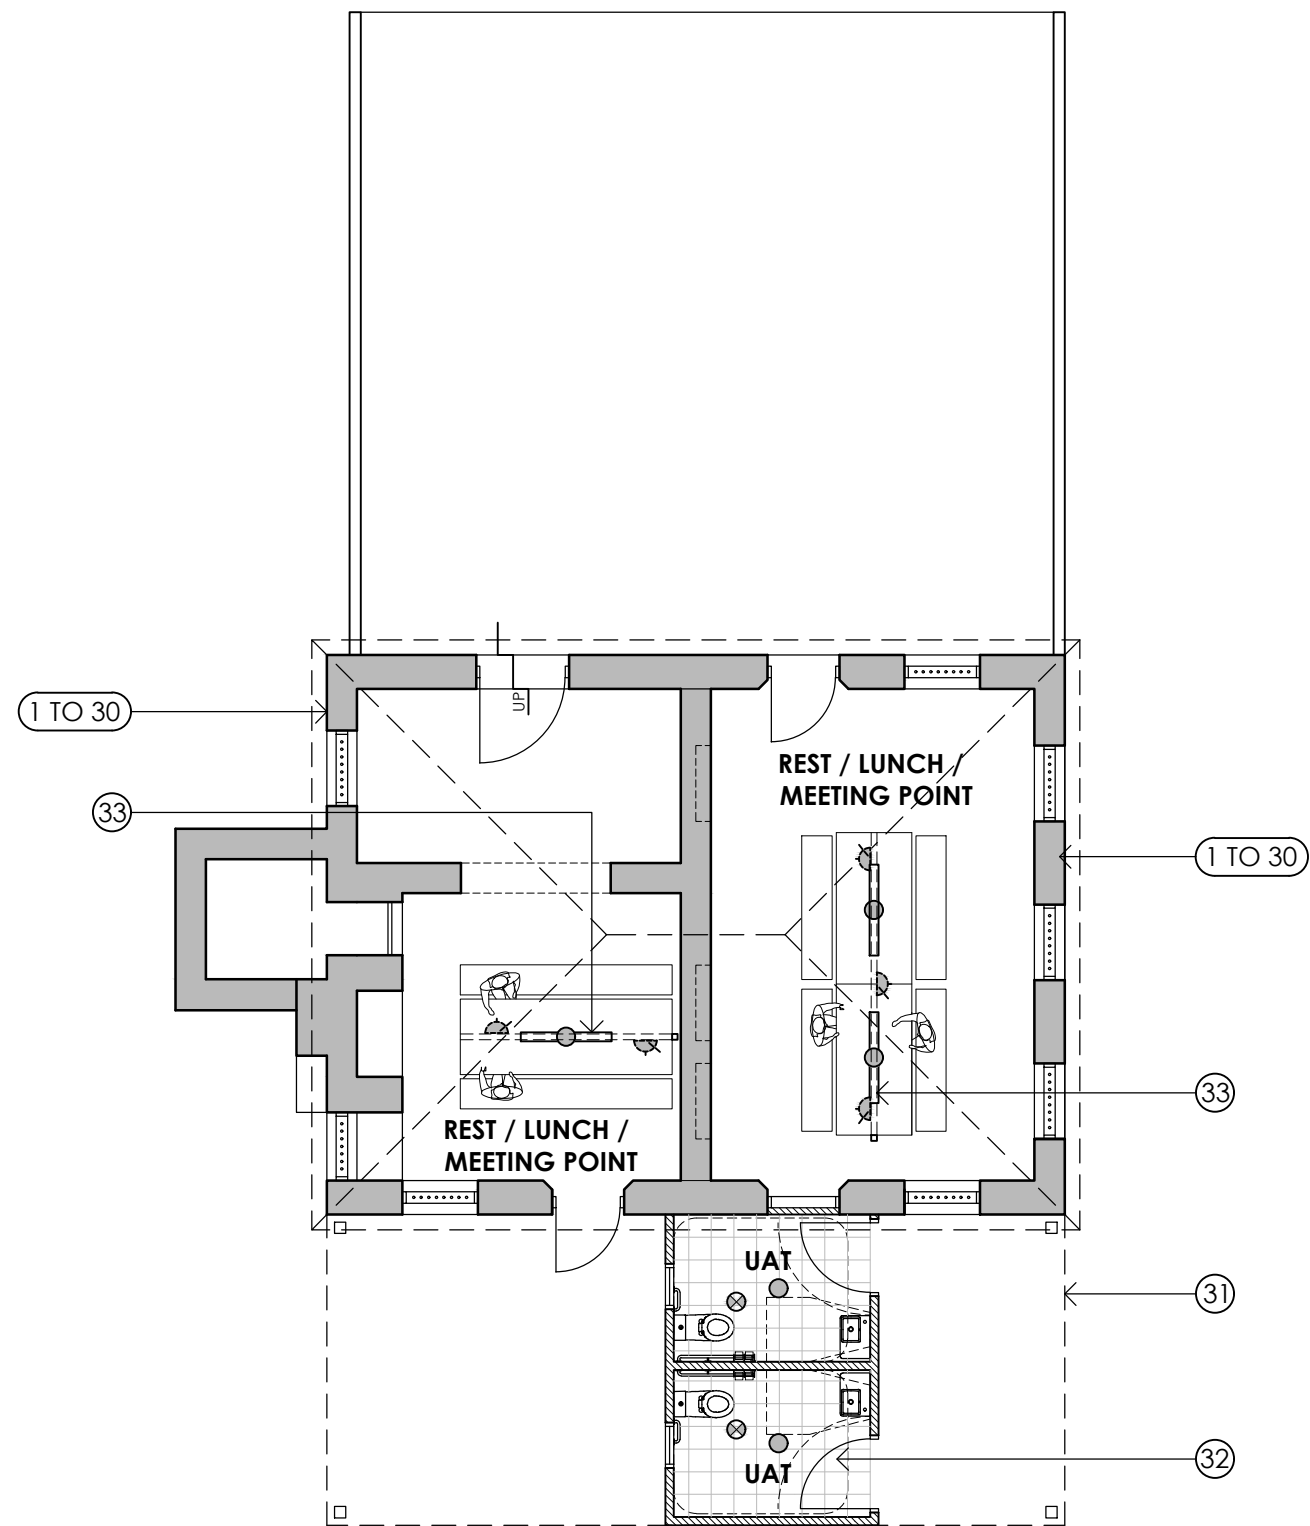 UP
1 TO 30
REST / LUNCH /
MEETING POINT
33
1 TO 30
33
REST / LUNCH /
MEETING POINT
UAT
31
32
UAT